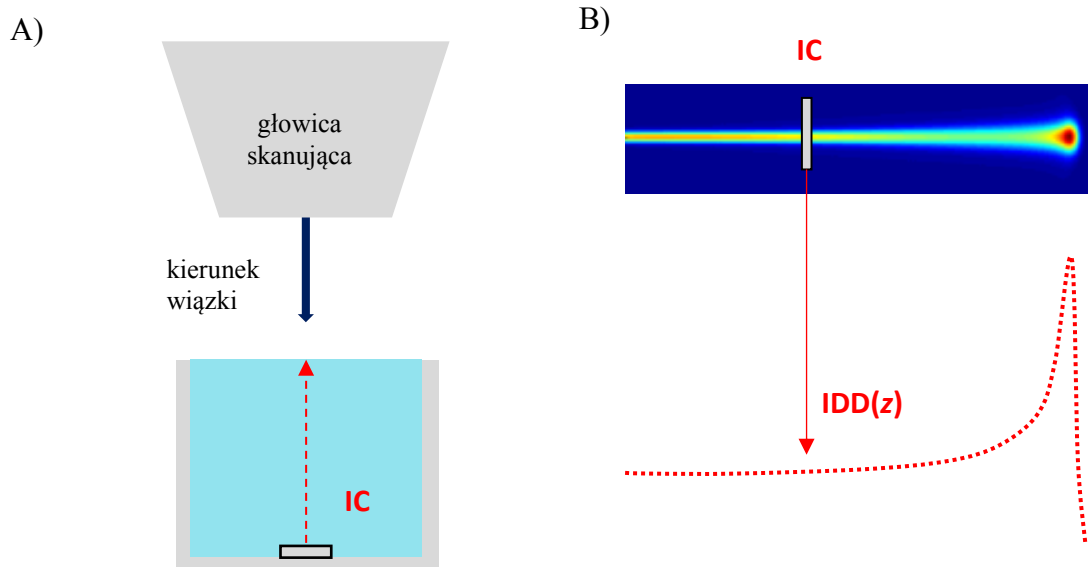 A)
głowica
skanująca
kierunek
wiązki
IC
B)
IC
IDD(z)